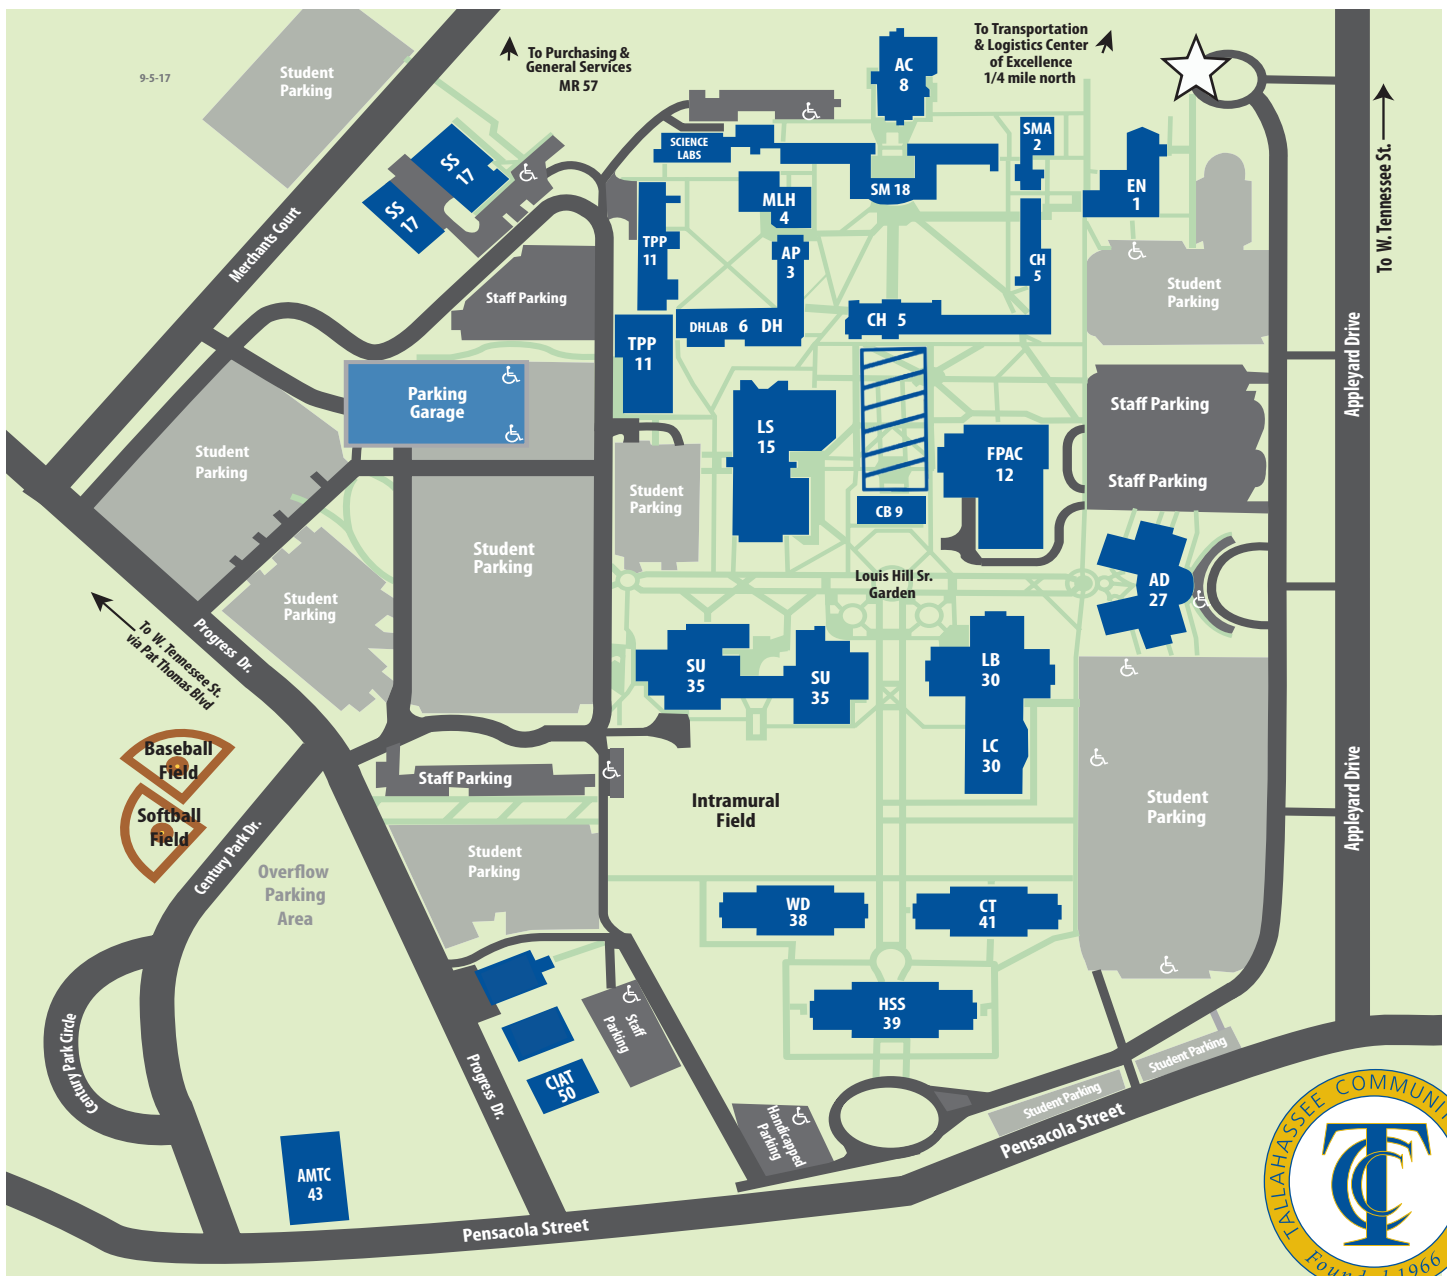 9-5-17
Student
Parking
To Purchasing &
General Services
MR 57
To Transportation
& Logistics Center
of Excellence
1/4 mile north
AC
8
SMA
2
SCIENCE
LABS
SM 18
EN
1
SS
17
SS
17
MLH
4
TPP
11
AP
3
CH
5
To W. Tennessee St.
Merchants Court
Staff Parking
Student
Parking
DHLAB 6 DH
CH 5
TPP
11
Parking
Garage
Appleyard Drive
Staff Parking
LS
15
FPAC
12
Student
Parking
Staff Parking
Student
Parking
CB 9
Student
Parking
Louis Hill Sr.
Garden
AD
27
Student
Parking
To W. Tennessee St.
via Pat Thomas Blvd
Progress Dr.
SU
35
SU
35
LB
30
LC
30
Baseball
Field
Staff Parking
Softball
Field
Intramural
Field
Student
Parking
Appleyard Drive
Century Park Dr.
Student
Parking
Overflow
Parking
Area
WD
38
CT
41
HSS
39
Staff
Parking
Century Park Circle
Progress Dr.
CIAT
50
Student Parking
Student Parking
Handicapped
Parking
Pensacola Street
AMTC
43
Pensacola Street
TALLAHASSEE COMMUNI
TCC
Founded 1966